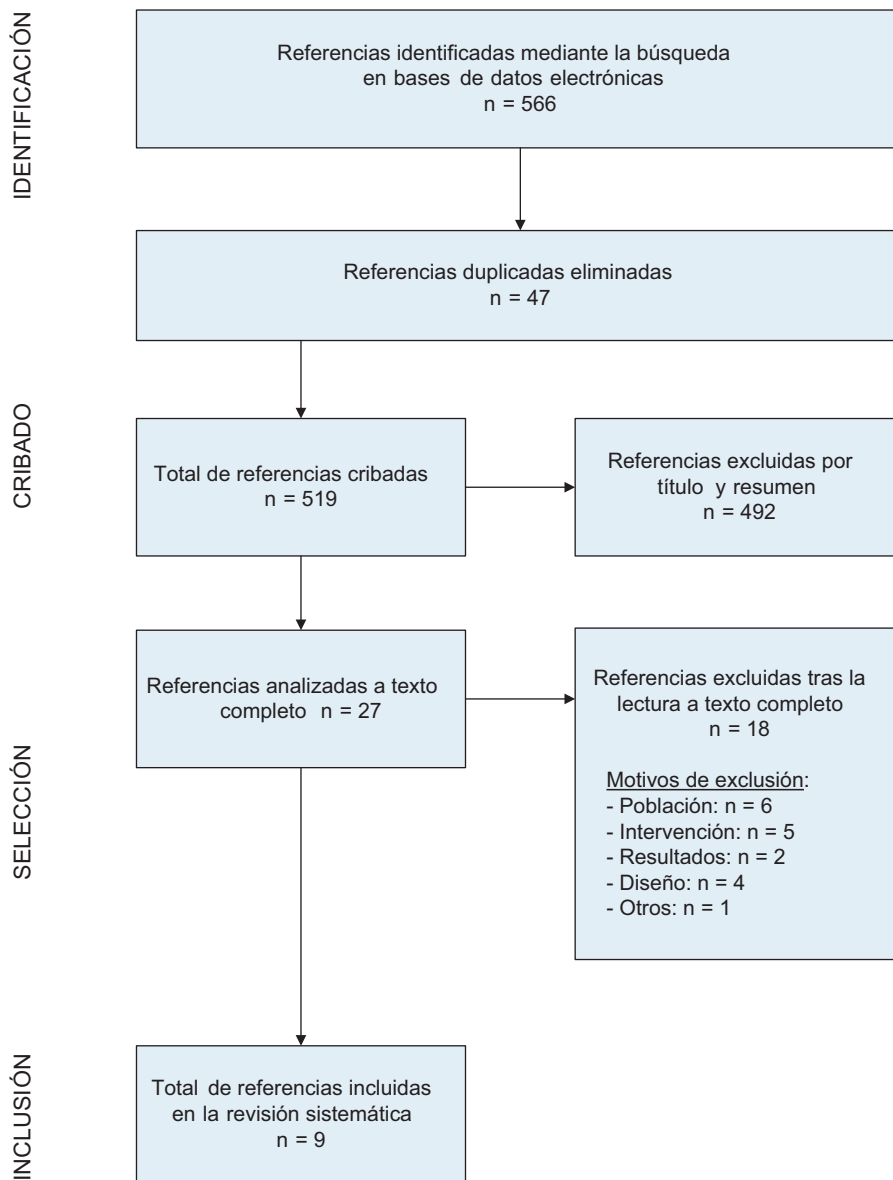 IDENTIFICACIÓN
Referencias identificadas mediante la búsqueda
en bases de datos electrónicas
n = 566
Referencias duplicadas eliminadas
n = 47
CRIBADO
Total de referencias cribadas
n = 519
Referencias excluidas por
título y resumen
n = 492
SELECCIÓN
Referencias analizadas a texto
completo n = 27
Referencias excluidas tras la
lectura a texto completo
n = 18
Motivos de exclusión:
- Población: n = 6
- Intervención: n = 5
- Resultados: n = 2
- Diseño: n = 4
- Otros: n = 1
INCLUSIÓN
Total de referencias incluidas
en la revisión sistemática
n = 9